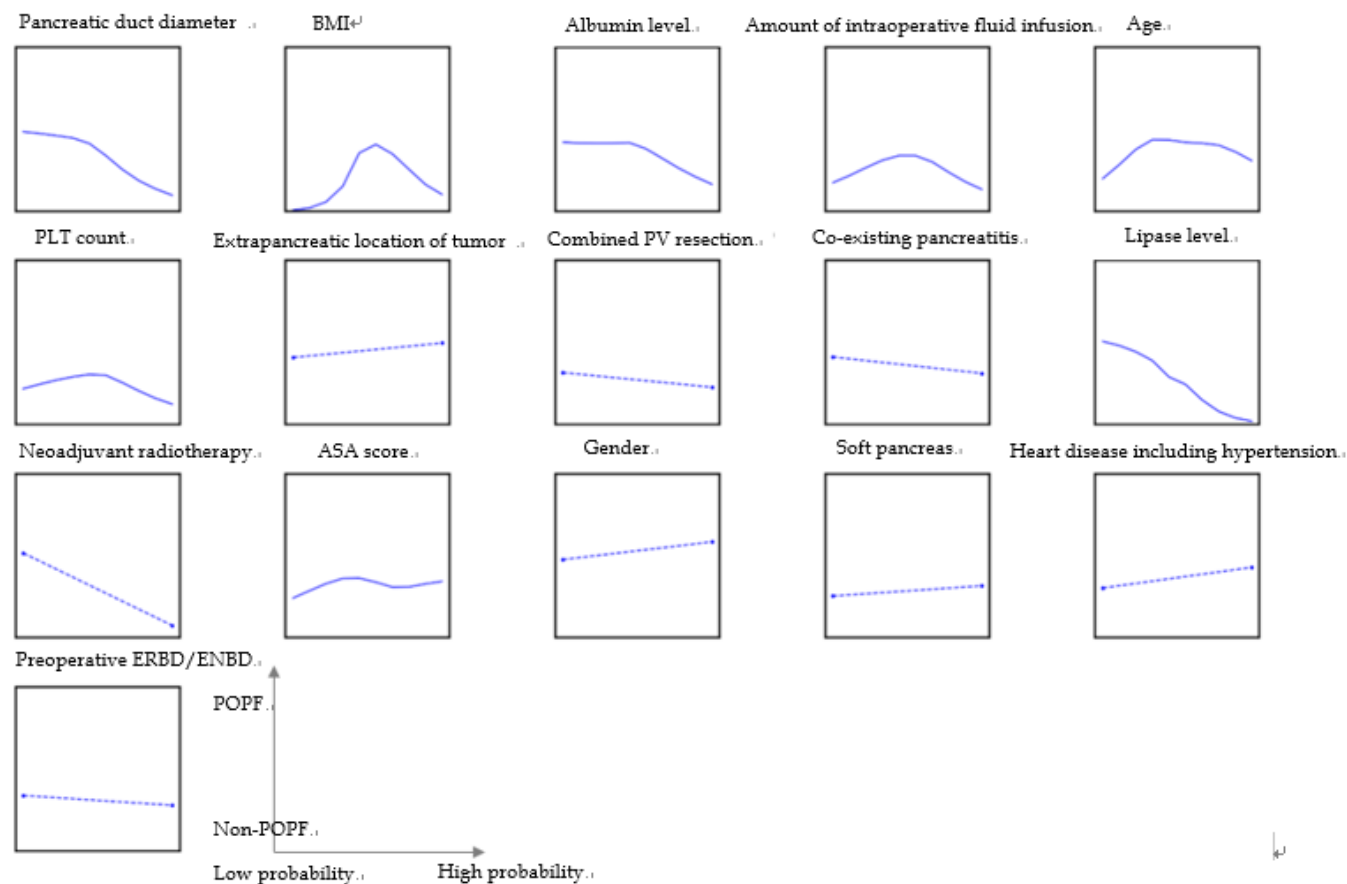 Pancreatic duct diameter
BMI
Albumin level
Amount of intraoperative fluid infusion
Age
PLT count
Extrapancreatic location of tumor
Combined PV resection
Co-existing pancreatitis
Lipase level
Neoadjuvant radiotherapy
ASA score
Gender
Soft pancreas
Heart disease including hypertension
Preoperative ERBD/ENBD
POPF
Non-POPF
Low probability
High probability